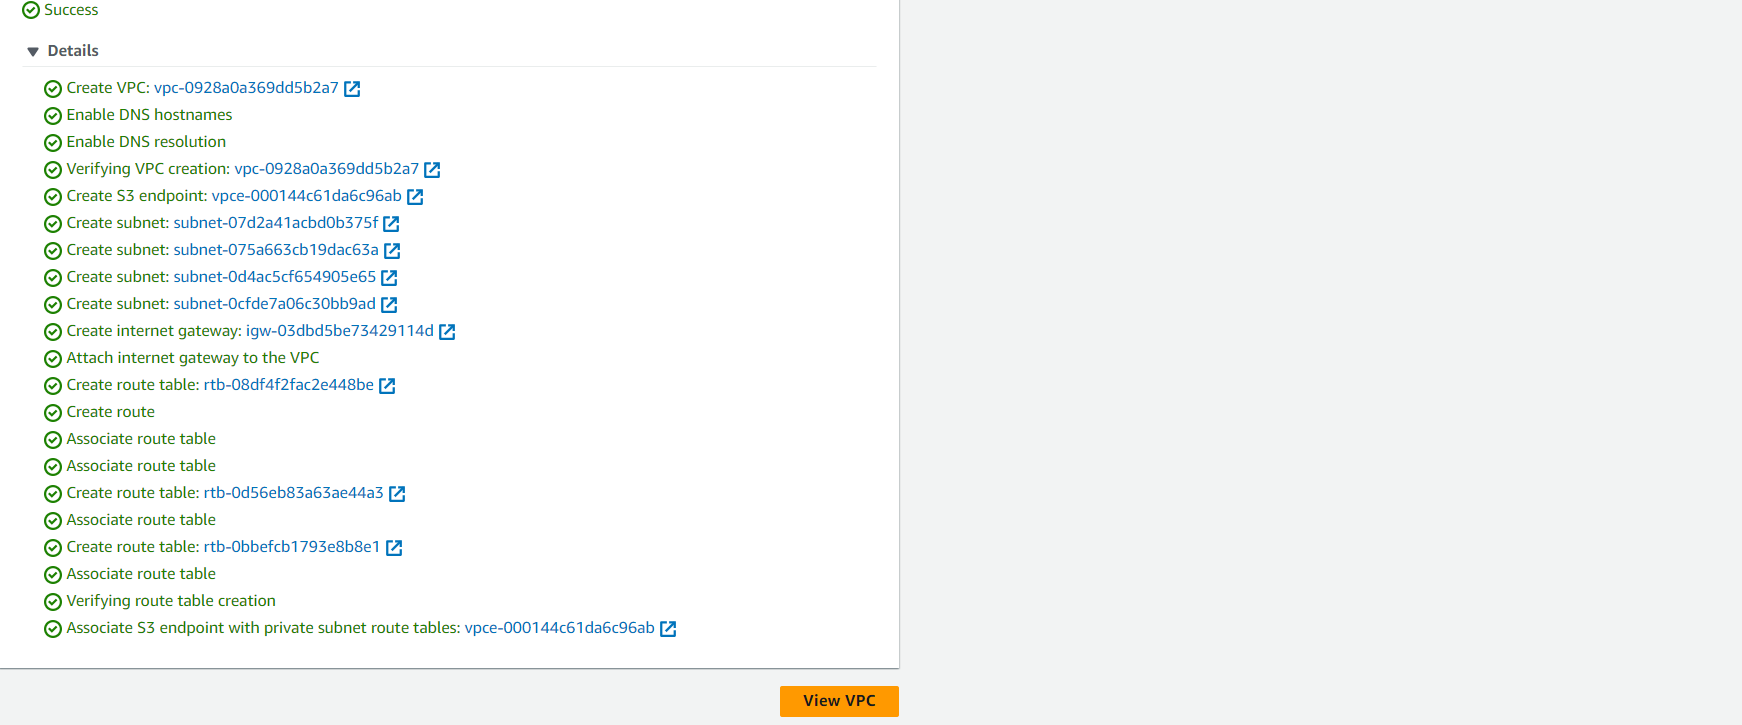 Success
Details
Create VPC: vpc-0928a0a369dd5b2a7
Enable DNS hostnames
Enable DNS resolution
Verifying VPC creation: vpc-0928a0a369dd5b2a7
Create S3 endpoint: vpce-000144c61da6c96ab
Create subnet: subnet-07d2a41acbd0b375f
Create subnet: subnet-075a663cb19dac63a
Create subnet: subnet-0d4ac5cf654905e65
Create subnet: subnet-0cfde7a06c30bb9ad
Create internet gateway: igw-03dbd5be73429114d
Attach internet gateway to the VPC
Create route table: rtb-08df4f2fac2e448be
Create route
Associate route table
Associate route table
Create route table: rtb-0d56eb83a63ae44a3
Associate route table
Create route table: rtb-0bbefcb1793e8b8e1
Associate route table
Verifying route table creation
Associate S3 endpoint with private subnet route tables: vpce-000144c61da6c96ab
View VPC